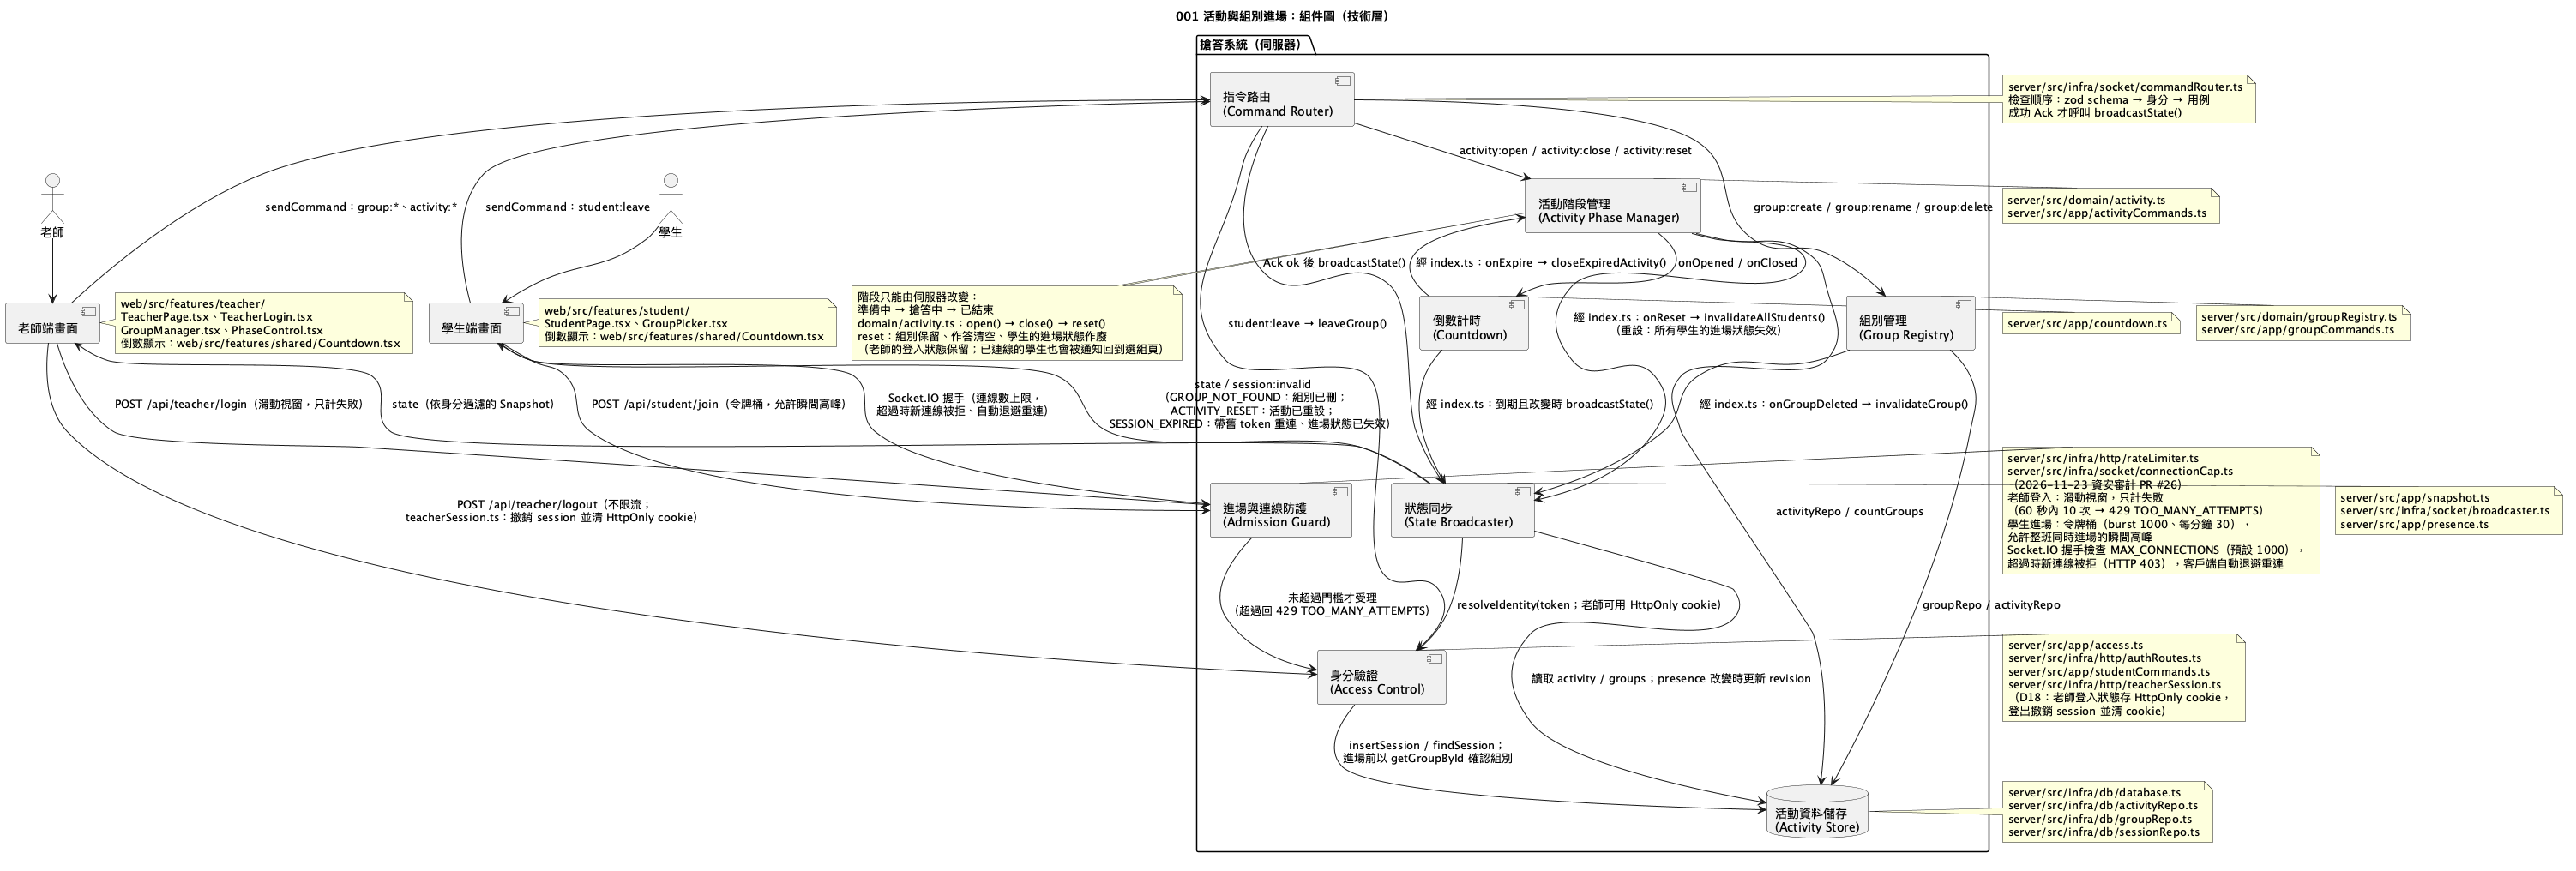 001 活動與組別進場：組件圖（技術層）
搶答系統（伺服器）
指令路由
(Command Router)
server/src/infra/socket/commandRouter.ts
檢查順序：zod schema → 身分 → 用例
成功 Ack 才呼叫 broadcastState()
activity:open / activity:close / activity:reset
老師
學生
sendCommand：group:*、activity:*
sendCommand：student:leave
活動階段管理
(Activity Phase Manager)
group:create / group:rename / group:delete
server/src/domain/activity.ts
server/src/app/activityCommands.ts
Ack ok 後 broadcastState()
經 index.ts：onExpire → closeExpiredActivity()
onOpened / onClosed
老師端畫面
web/src/features/teacher/
TeacherPage.tsx、TeacherLogin.tsx
GroupManager.tsx、PhaseControl.tsx
倒數顯示：web/src/features/shared/Countdown.tsx
學生端畫面
web/src/features/student/
StudentPage.tsx、GroupPicker.tsx
倒數顯示：web/src/features/shared/Countdown.tsx
階段只能由伺服器改變：
準備中 → 搶答中 → 已結束
domain/activity.ts：open() → close() → reset()
reset：組別保留、作答清空、學生的進場狀態作廢
（老師的登入狀態保留；已連線的學生也會被通知回到選組頁）
student:leave → leaveGroup()
倒數計時
(Countdown)
經 index.ts：onReset → invalidateAllStudents()
（重設：所有學生的進場狀態失效）
組別管理
(Group Registry)
server/src/app/countdown.ts
server/src/domain/groupRegistry.ts
server/src/app/groupCommands.ts
POST /api/teacher/login（滑動視窗，只計失敗）
state（依身分過濾的 Snapshot）
POST /api/student/join（令牌桶，允許瞬間高峰）
Socket.IO 握手（連線數上限，
超過時新連線被拒、自動退避重連）
state / session:invalid
（GROUP_NOT_FOUND：組別已刪；
ACTIVITY_RESET：活動已重設；
SESSION_EXPIRED：帶舊 token 重連、進場狀態已失效）
經 index.ts：到期且改變時 broadcastState()
經 index.ts：onGroupDeleted → invalidateGroup()
POST /api/teacher/logout（不限流；
teacherSession.ts：撤銷 session 並清 HttpOnly cookie）
進場與連線防護
(Admission Guard)
狀態同步
(State Broadcaster)
activityRepo / countGroups
server/src/infra/http/rateLimiter.ts
server/src/infra/socket/connectionCap.ts
（2026-11-23 資安審計 PR #26）
老師登入：滑動視窗，只計失敗
（60 秒內 10 次 → 429 TOO_MANY_ATTEMPTS）
學生進場：令牌桶（burst 1000、每分鐘 30），
允許整班同時進場的瞬間高峰
Socket.IO 握手檢查 MAX_CONNECTIONS（預設 1000），
超過時新連線被拒（HTTP 403），客戶端自動退避重連
server/src/app/snapshot.ts
server/src/infra/socket/broadcaster.ts
server/src/app/presence.ts
未超過門檻才受理
（超過回 429 TOO_MANY_ATTEMPTS）
resolveIdentity(token；老師可用 HttpOnly cookie)
groupRepo / activityRepo
身分驗證
(Access Control)
讀取 activity / groups；presence 改變時更新 revision
server/src/app/access.ts
server/src/infra/http/authRoutes.ts
server/src/app/studentCommands.ts
server/src/infra/http/teacherSession.ts
（D18：老師登入狀態存 HttpOnly cookie，
登出撤銷 session 並清 cookie）
insertSession / findSession；
進場前以 getGroupById 確認組別
活動資料儲存
(Activity Store)
server/src/infra/db/database.ts
server/src/infra/db/activityRepo.ts
server/src/infra/db/groupRepo.ts
server/src/infra/db/sessionRepo.ts